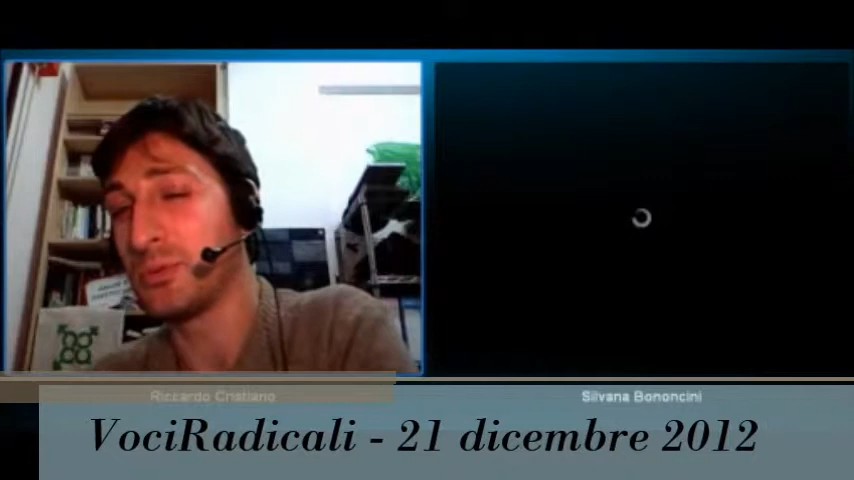 Riccardo Cristiano
Silvana Bononcini
VociRadicali - 21 dicembre 2012